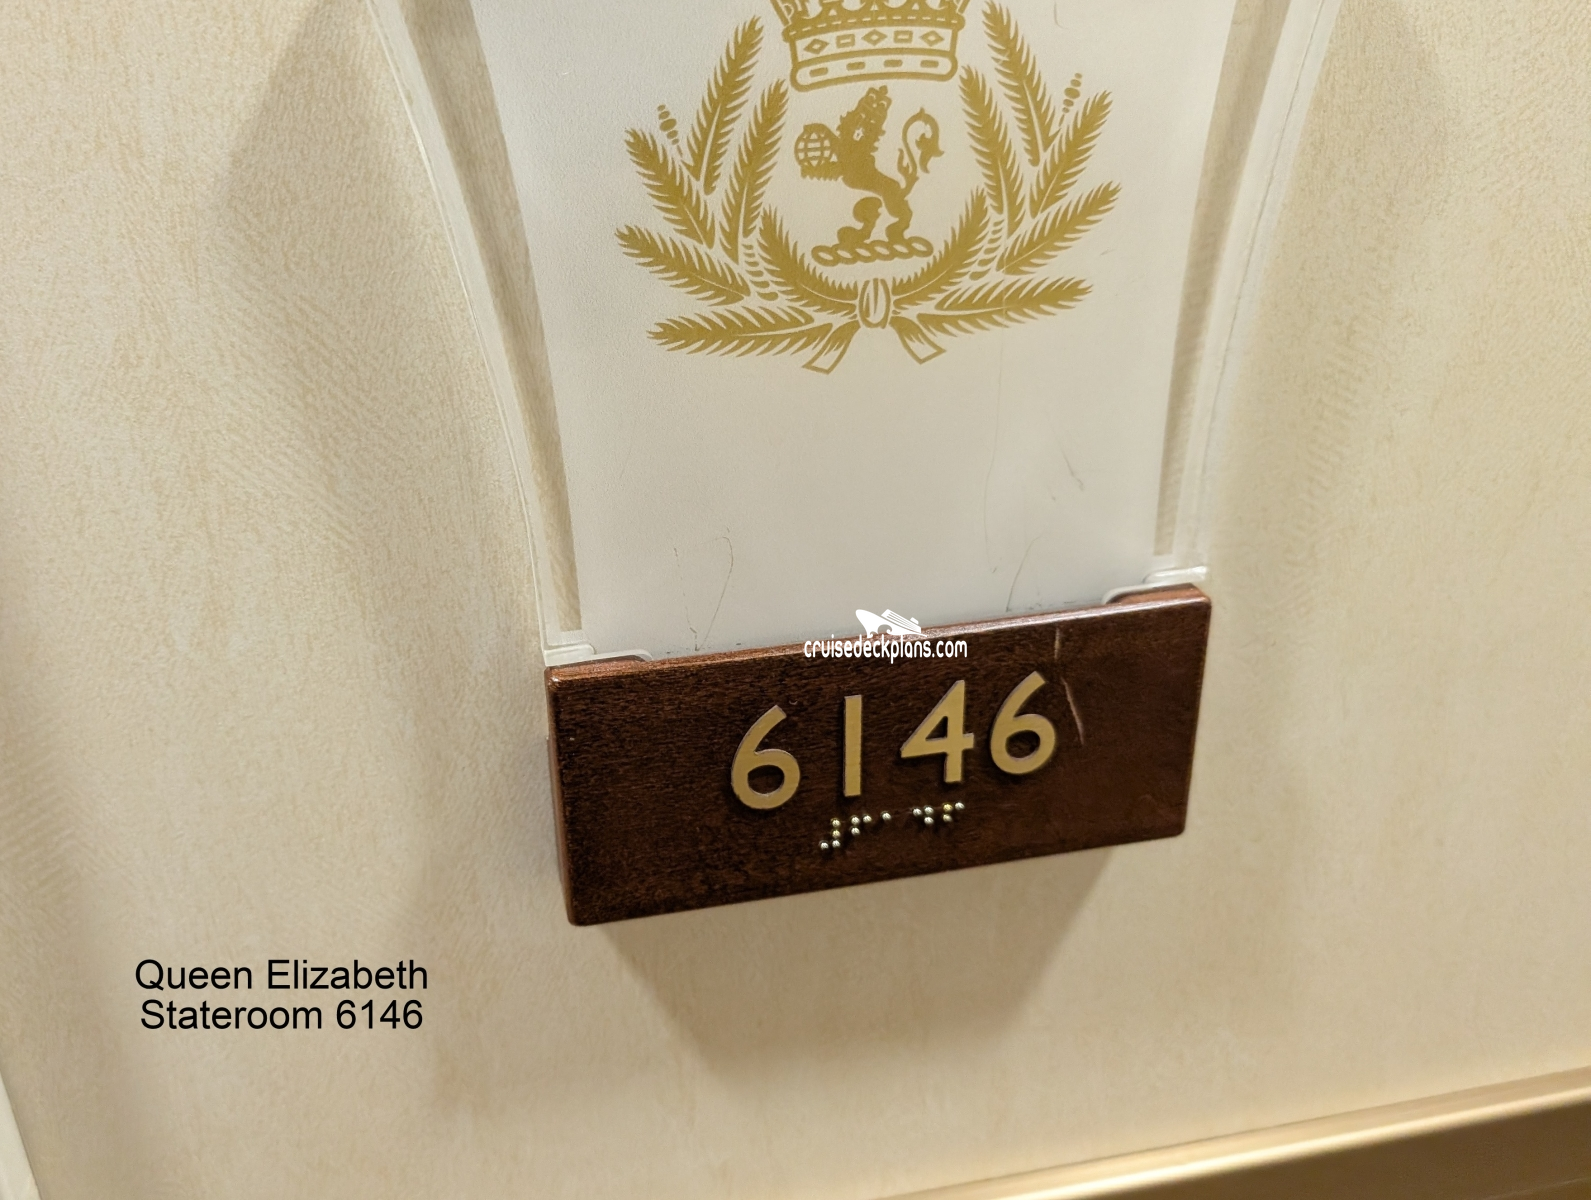 cruisedeckplans.com
6146
Queen Elizabeth
Stateroom 6146